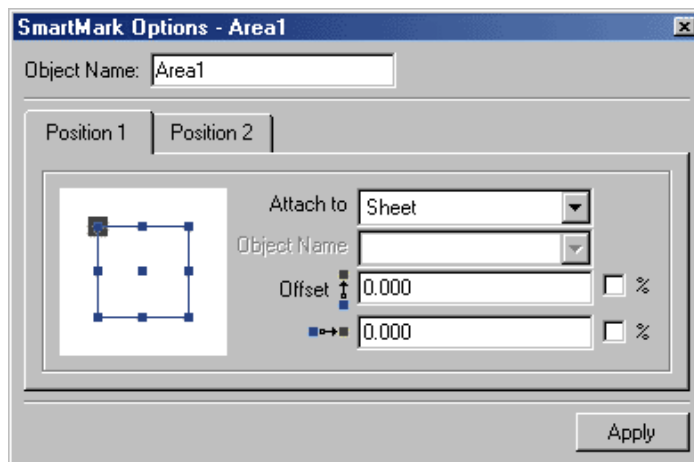 SmartMark Options - Area1
Object Name: Area1
Position 1 Position 2
Attach to Sheet
Object Name
Offset 0.000 %
0.000 %
Apply